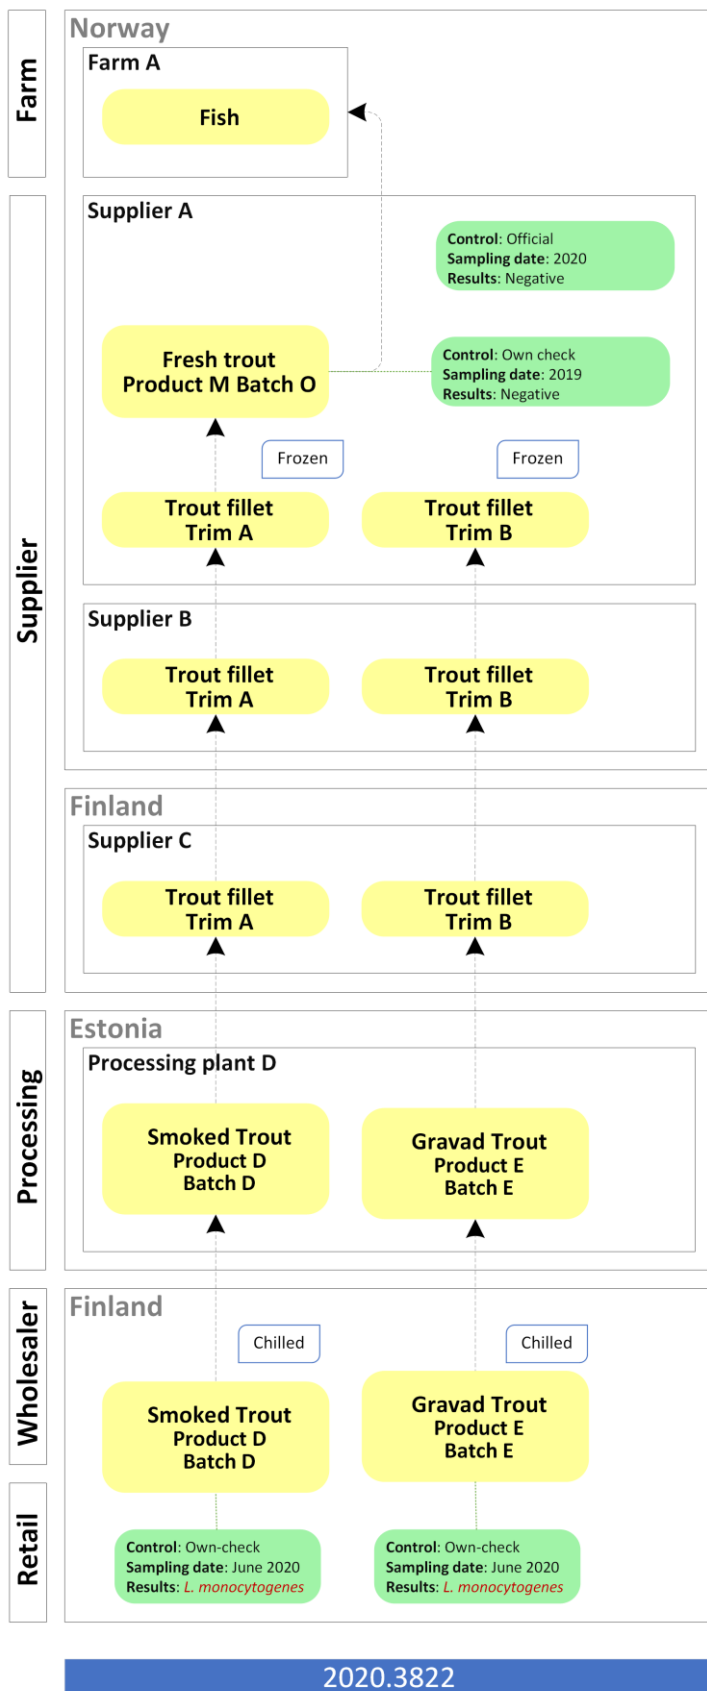 Farm
Norway
Farm A
Fish
Supplier
Supplier A
Control: Official
Sampling date: 2020
Results: Negative
Fresh trout
Product M Batch O
Control: Own check
Sampling date: 2019
Results: Negative
Frozen
Frozen
Trout fillet
Trim A
Trout fillet
Trim B
Supplier B
Trout fillet
Trim A
Trout fillet
Trim B
Finland
Supplier C
Trout fillet
Trim A
Trout fillet
Trim B
Processing
Estonia
Processing plant D
Smoked Trout
Product D
Batch D
Gravad Trout
Product E
Batch E
Wholesaler
Finland
Chilled
Chilled
Smoked Trout
Product D
Batch D
Gravad Trout
Product E
Batch E
Retail
Control: Own-check
Sampling date: June 2020
Results: L. monocytogenes
Control: Own-check
Sampling date: June 2020
Results: L. monocytogenes
2020.3822